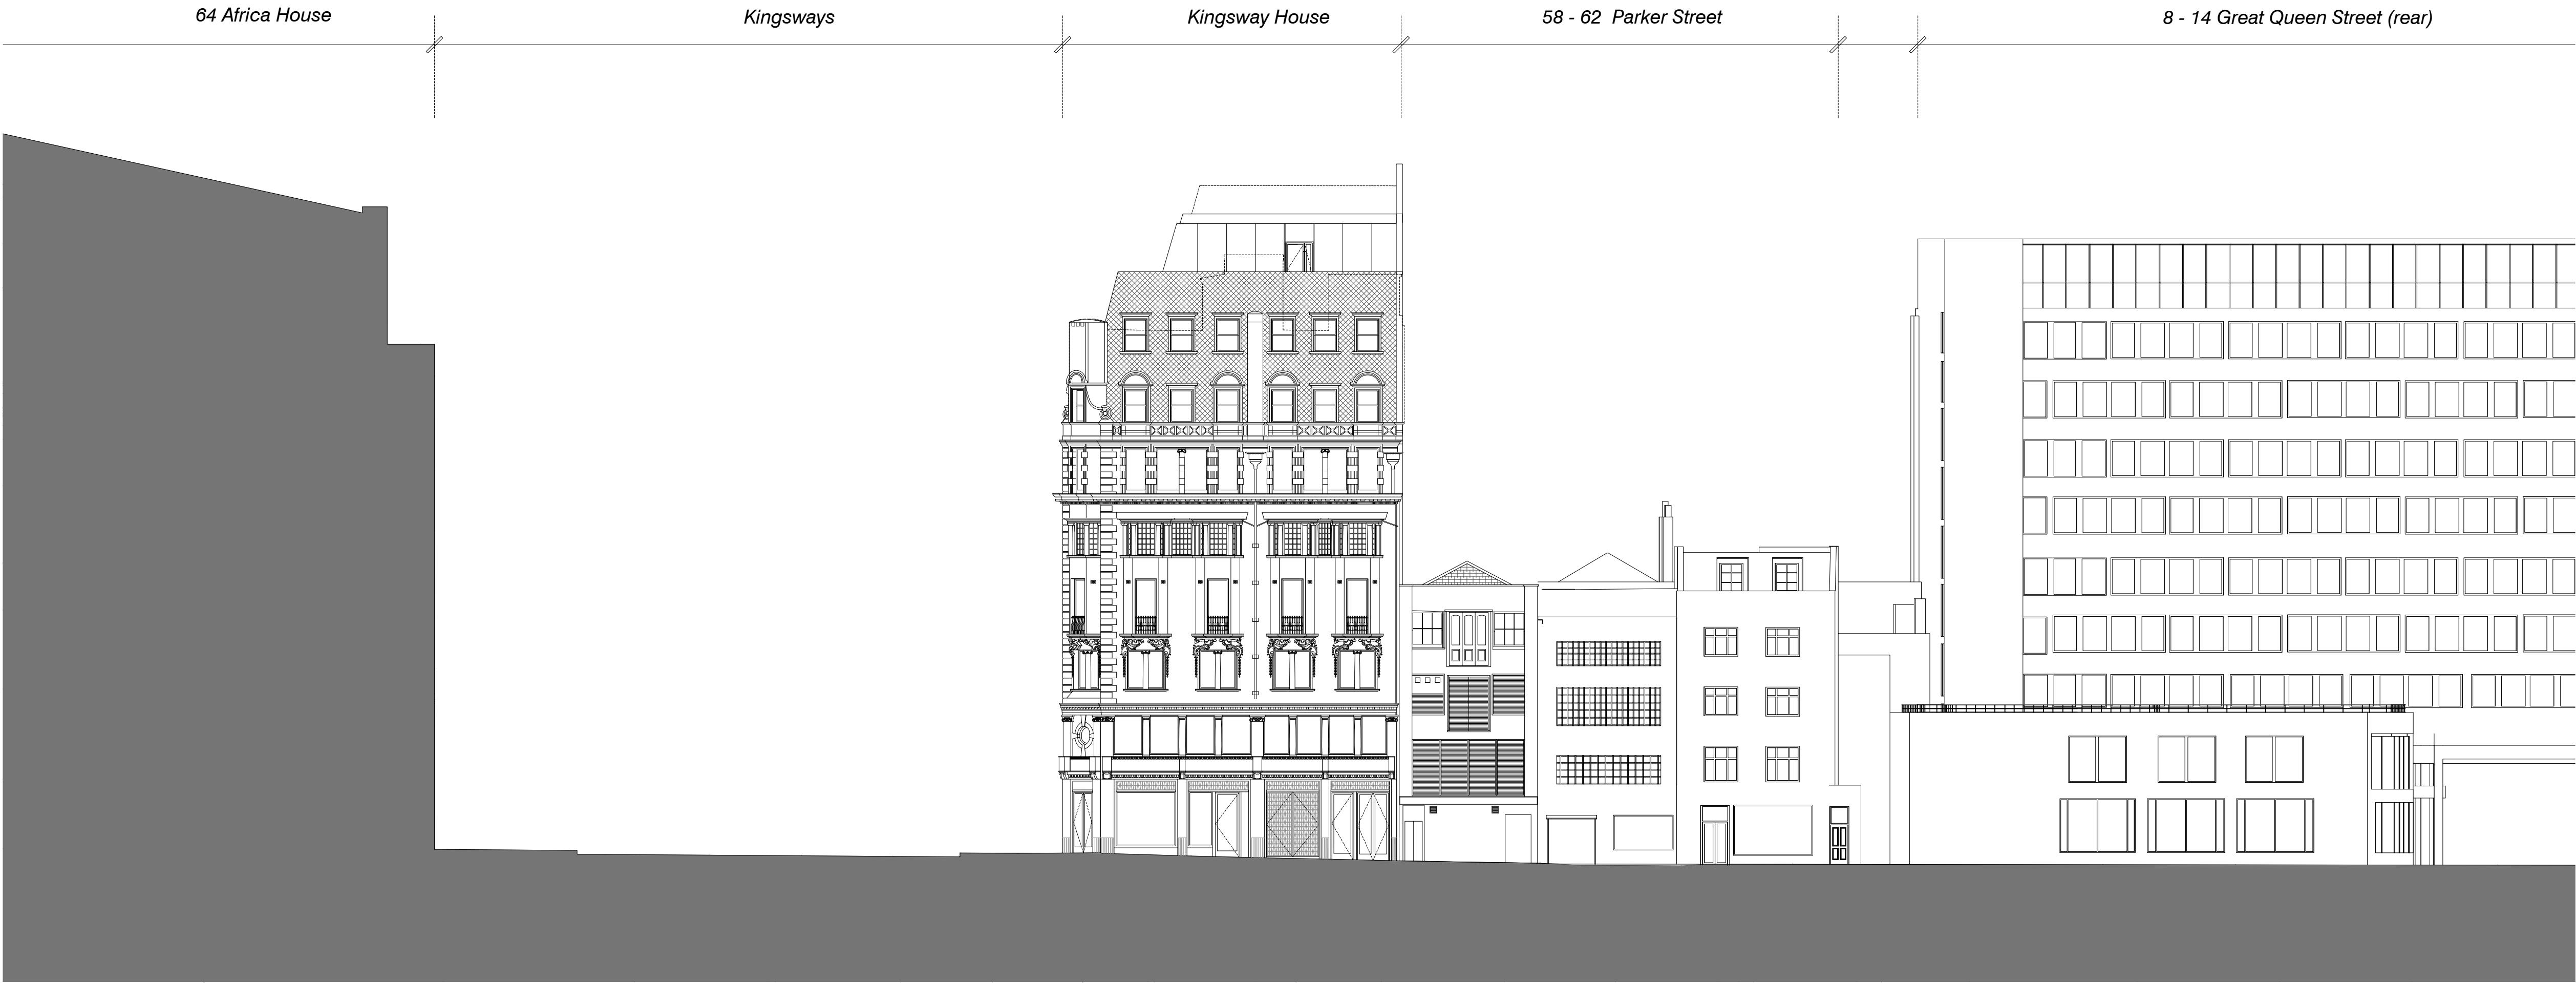 64 Africa House
Kingsways
Kingsway House
58 - 62 Parker Street
8 - 14 Great Queen Street (rear)